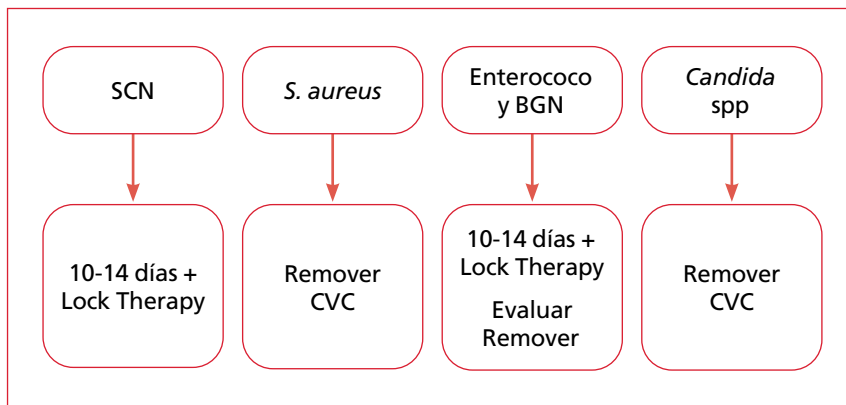 SCN
S. aureus
Enterococo
y BGN
Candida
spp
10-14 días +
Lock Therapy
Remover
CVC
10-14 días +
Lock Therapy
Evaluar
Remover
Remover
CVC